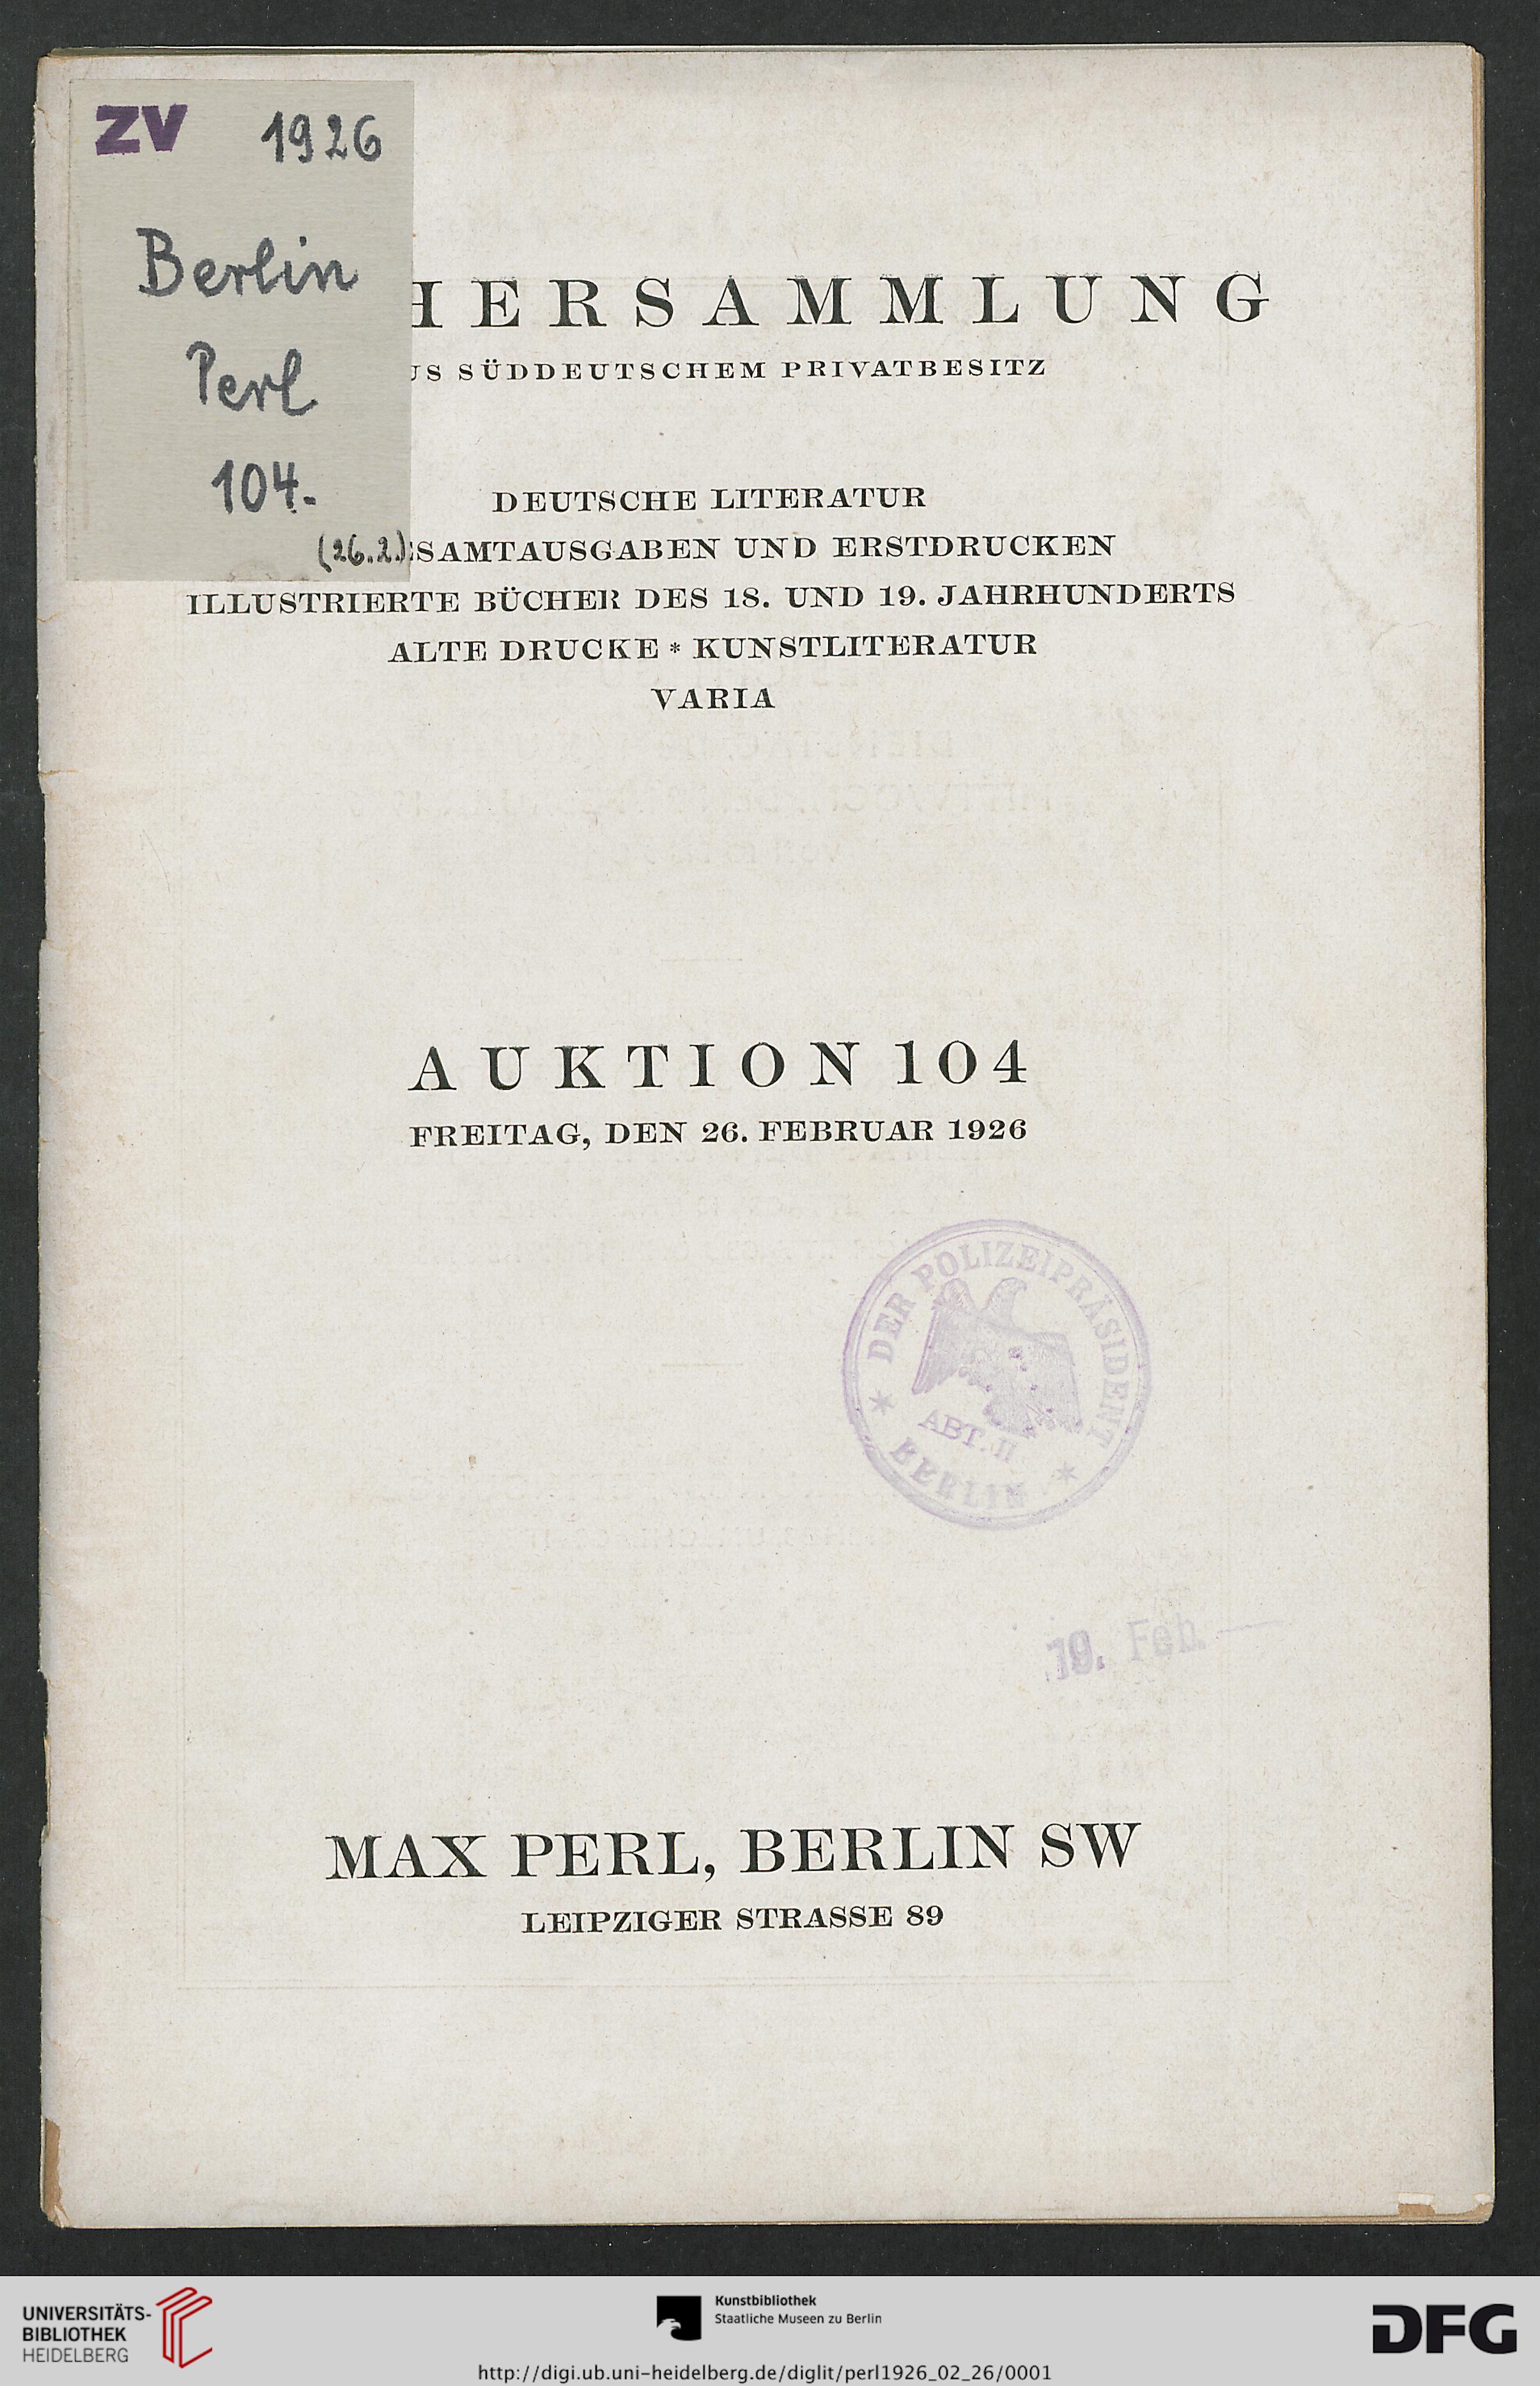 ZV 1926
Berlin
Perl
104.
(26.2.)
HERSAMMLUNG
US SÜDDEUTSCHEM PRIVATBESITZ
DEUTSCHE LITERATUR
SAMTAUSGABEN UND ERSTDRUCKEN
ILLUSTRIERTE BÜCHER DES 18. UND 19. JAHRHUNDERTS
ALTE DRUCKE * KUNSTLITERATUR
VARIA
AUKTION 104
FREITAG, DEN 26. FEBRUAR 1926
DER POLIZEIPRÄSIDENT
ABT. II
* BERLIN *
19. Feb.
MAX PERL, BERLIN SW
LEIPZIGER STRASSE 89
UNIVERSITÄTS-
BIBLIOTHEK
HEIDELBERG
Kunstbibliothek
Staatliche Museen zu Berlin
DFG
http://digi.ub.uni-heidelberg.de/diglit/perl1926_02_26/0001